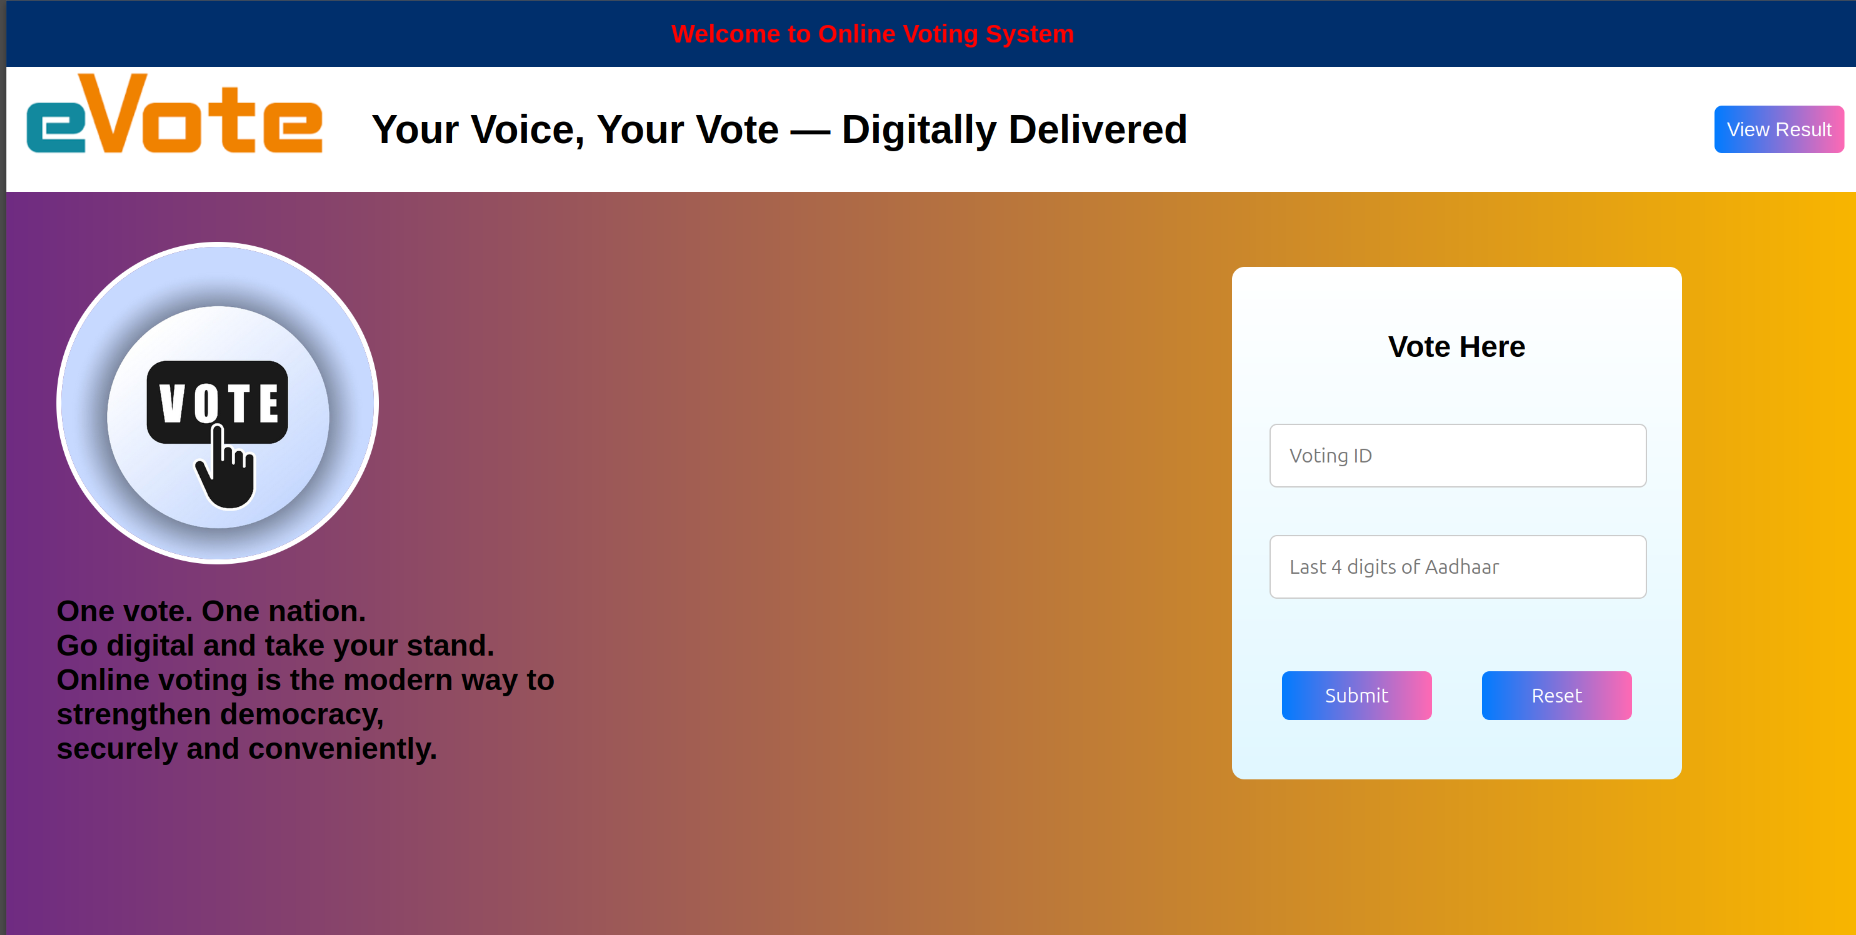 Welcome to Online Voting System
eVote
Your Voice, Your Vote — Digitally Delivered
View Result
VOTE
One vote. One nation.
Go digital and take your stand.
Online voting is the modern way to
strengthen democracy,
securely and conveniently.
Vote Here
Voting ID
Last 4 digits of Aadhaar
Submit
Reset